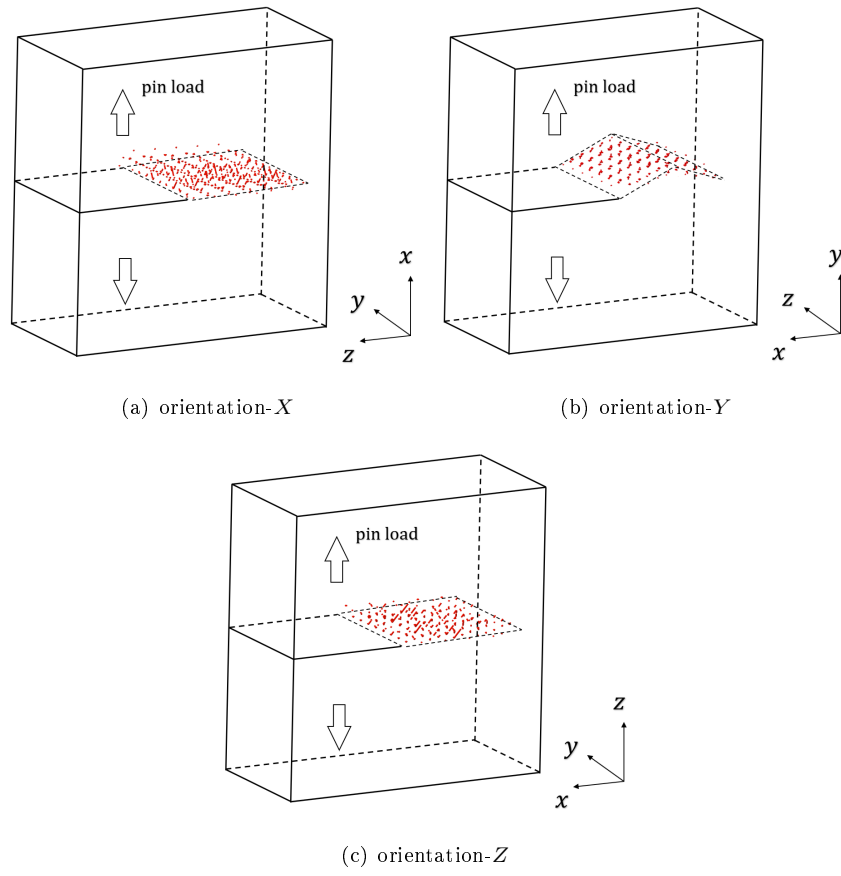 pin load
x
y
z
(a) orientation-X
pin load
y
z
x
(b) orientation-Y
pin load
z
y
x
(c) orientation-Z